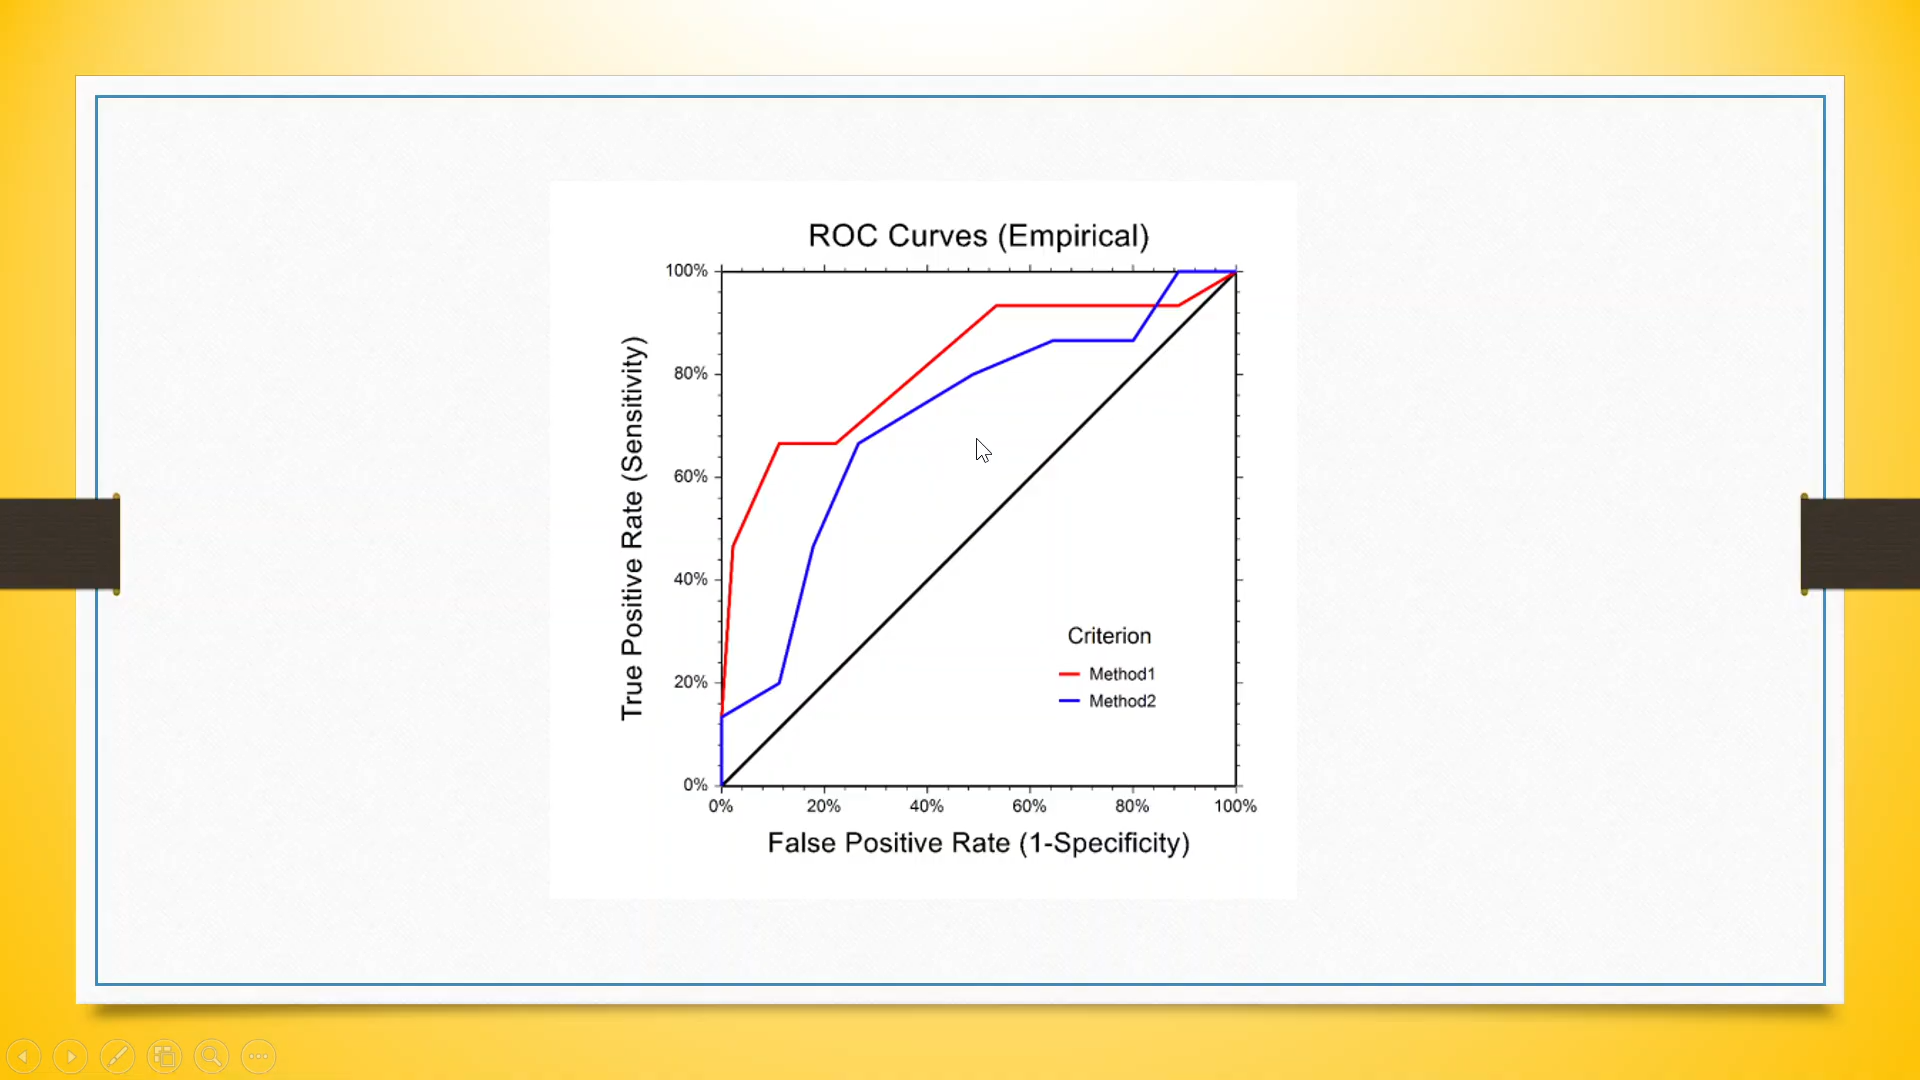 ROC Curves (Empirical)
100%
80%
60%
40%
20%
0%
True Positive Rate (Sensitivity)
Criterion
Method1
Method2
0% 20% 40% 60% 80% 100%
False Positive Rate (1-Specificity)